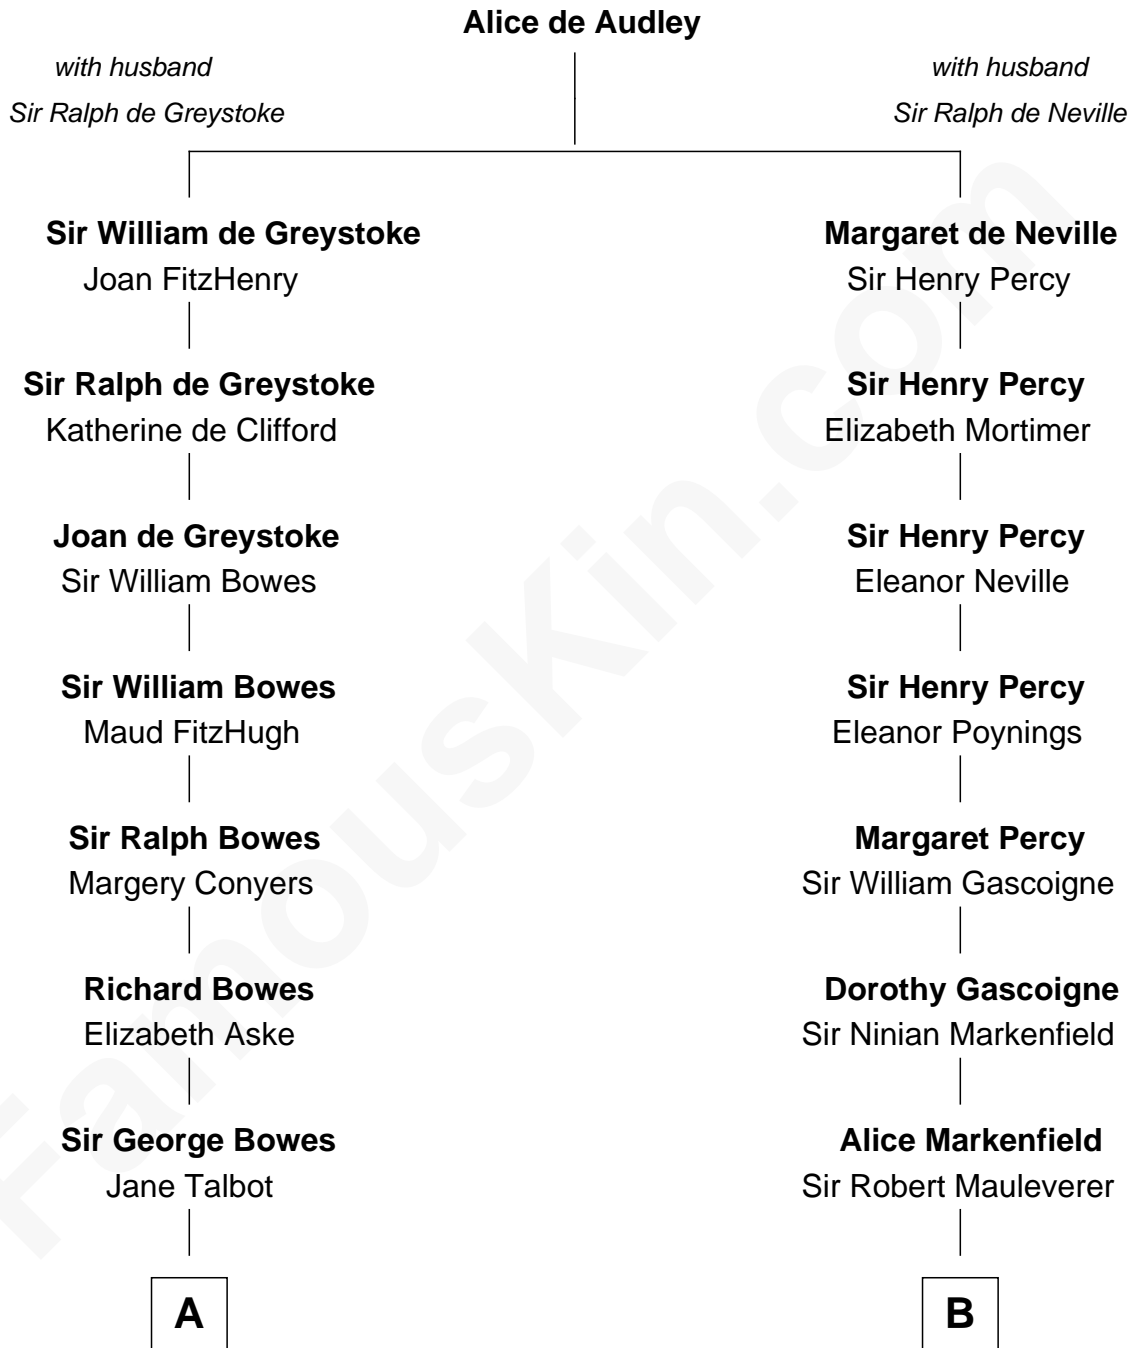 Alice de Audley
with husband
Sir Ralph de Greystoke
with husband
Sir Ralph de Neville
Sir William de Greystoke
Joan FitzHenry
Sir Ralph de Greystoke
Katherine de Clifford
Joan de Greystoke
Sir William Bowes
Sir William Bowes
Maud FitzHugh
Sir Ralph Bowes
Margery Conyers
Richard Bowes
Elizabeth Aske
Sir George Bowes
Jane Talbot
A
Margaret de Neville
Sir Henry Percy
Sir Henry Percy
Elizabeth Mortimer
Sir Henry Percy
Eleanor Neville
Sir Henry Percy
Eleanor Poynings
Margaret Percy
Sir William Gascoigne
Dorothy Gascoigne
Sir Ninian Markenfield
Alice Markenfield
Sir Robert Mauleverer
B
FamousKin.com